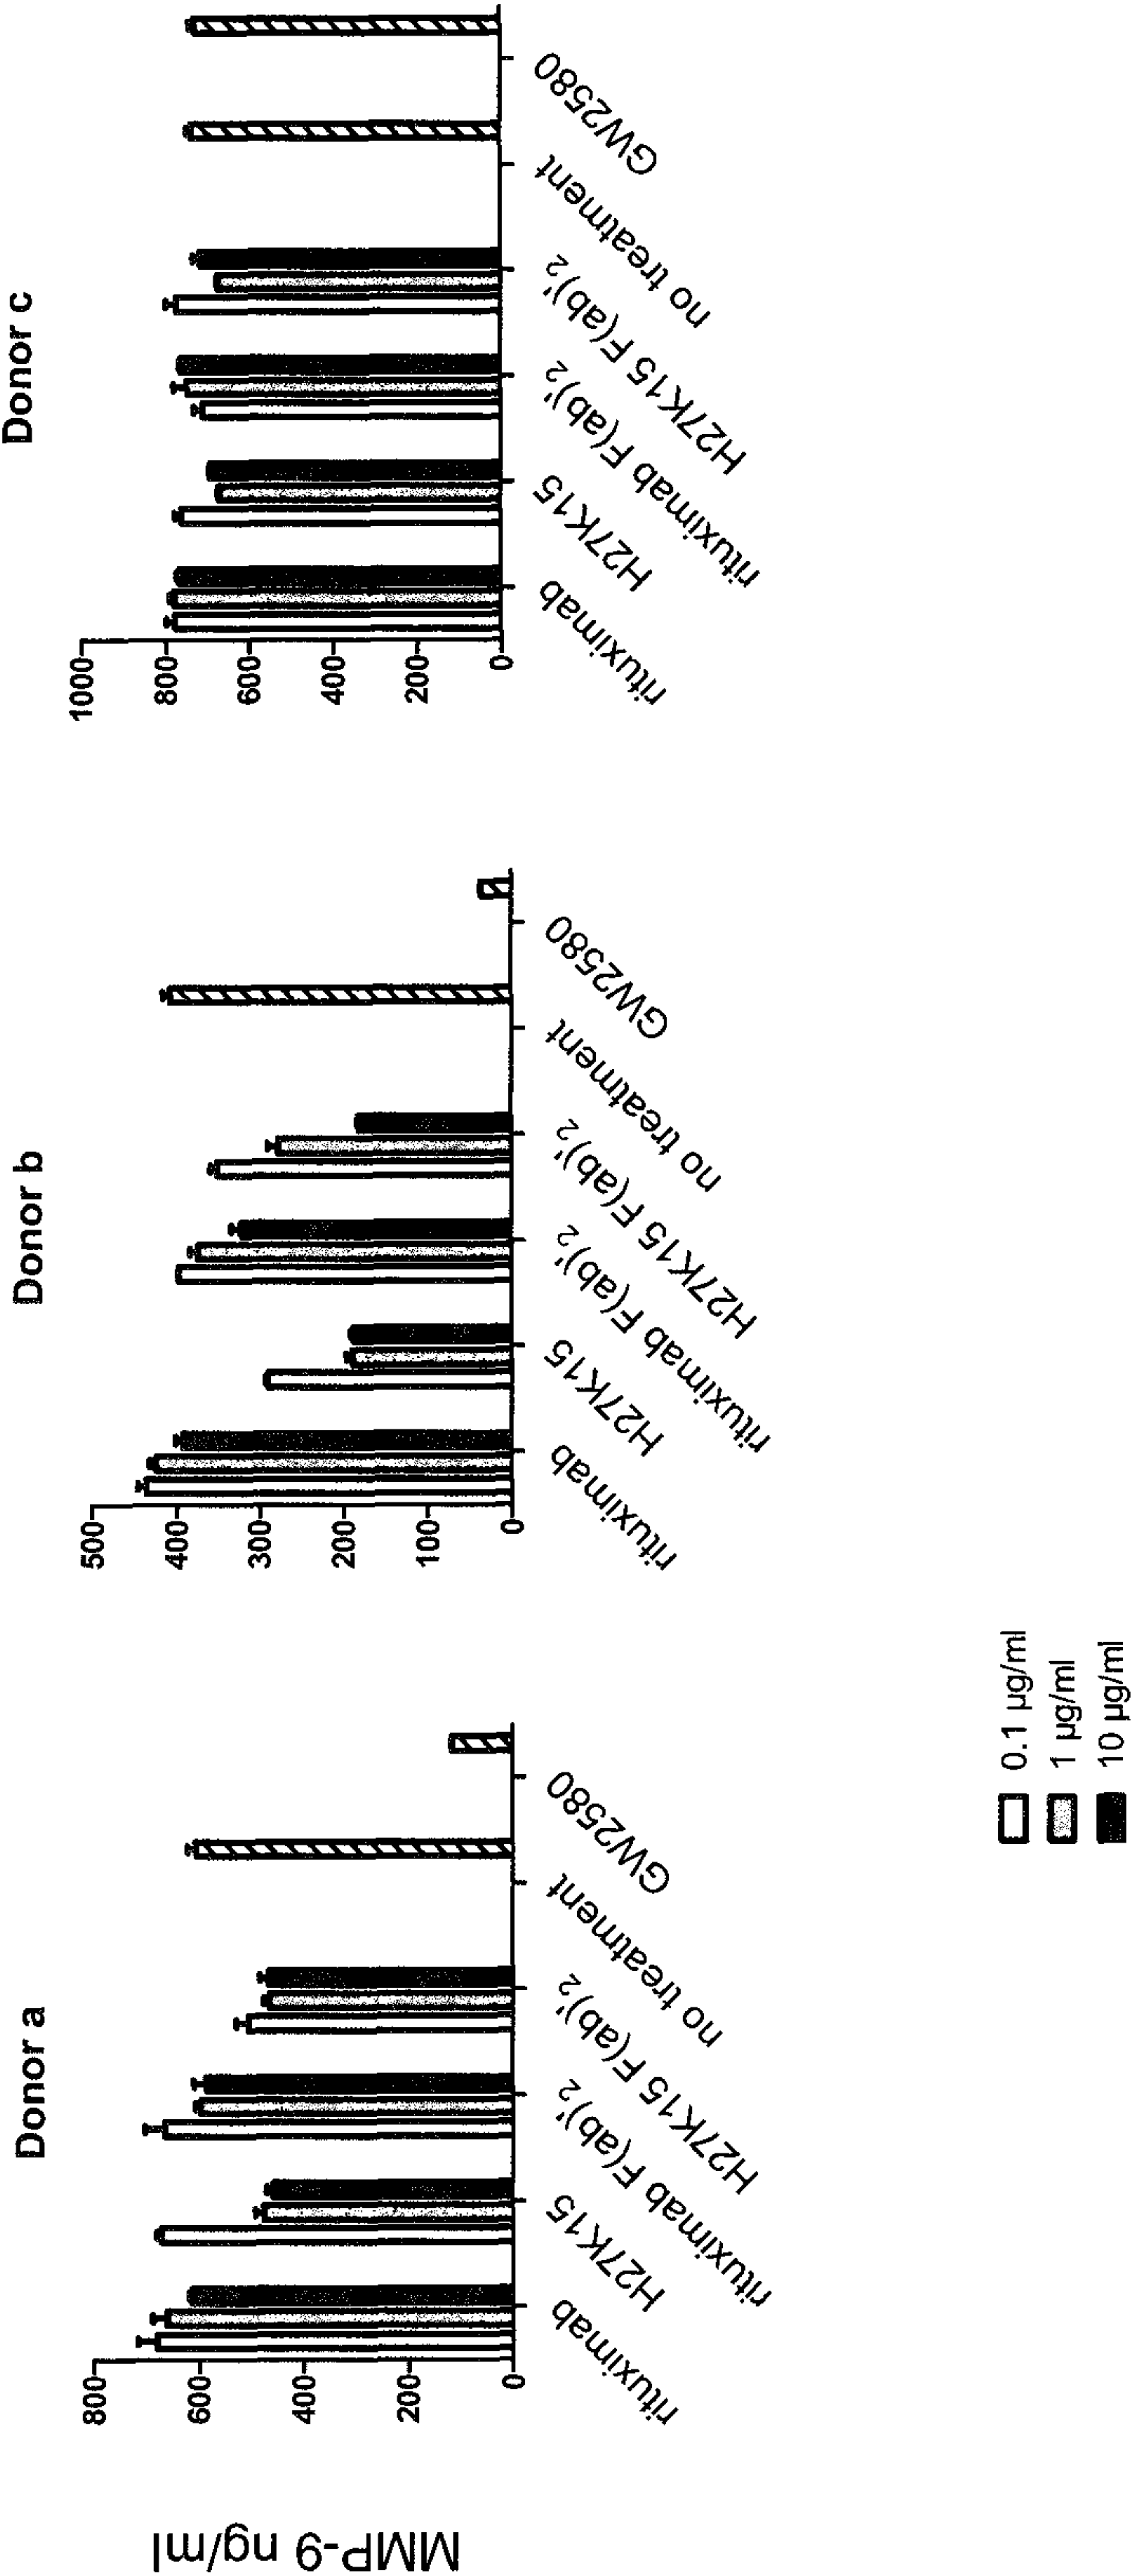 Donor a
Donor b
Donor c
MMP-9 ng/ml
800
600
400
200
0
rituximab
H27K15
rituximab F(ab)'2
H27K15 F(ab)'2
no treatment
GW2580
500
400
300
200
100
0
rituximab
H27K15
rituximab F(ab)'2
H27K15 F(ab)'2
no treatment
GW2580
1000
800
600
400
200
0
rituximab
H27K15
rituximab F(ab)'2
H27K15 F(ab)'2
no treatment
GW2580
0.1 µg/ml
1 µg/ml
10 µg/ml